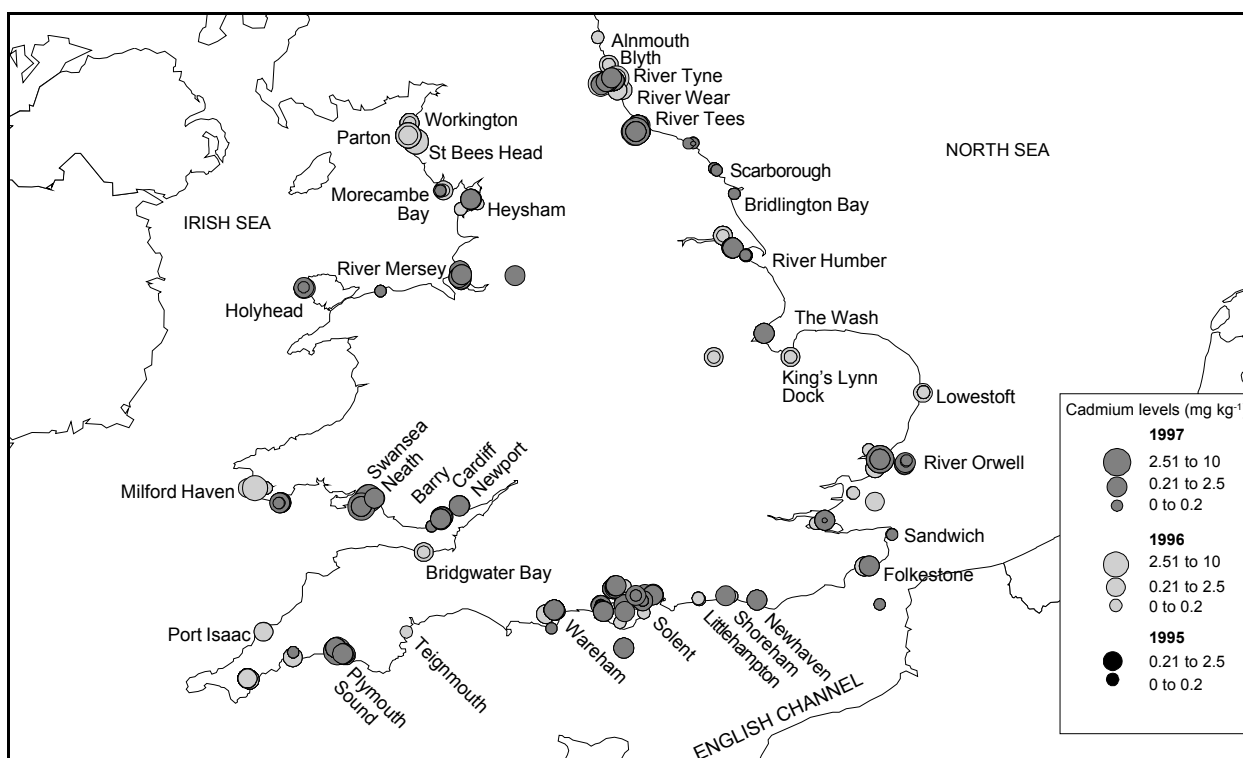 Alnmouth
Blyth
River Tyne
River Wear
River Tees
Workington
Parton
St Bees Head
NORTH SEA
Scarborough
Morecambe
Bay
Bridlington Bay
Heysham
IRISH SEA
River Humber
River Mersey
Holyhead
The Wash
King's Lynn
Dock
Lowestoft
Cadmium levels (mg kg-1
1997
2.51 to 10
0.21 to 2.5
0 to 0.2
1996
2.51 to 10
0.21 to 2.5
0 to 0.2
1995
0.21 to 2.5
0 to 0.2
River Orwell
Swansea
Neath
Barry
Cardiff
Newport
Milford Haven
Sandwich
Bridgwater Bay
Folkestone
Port Isaac
Plymouth
Sound
Teignmouth
Wareham
Solent
Littlehampton
Shoreham
Newhaven
ENGLISH CHANNEL